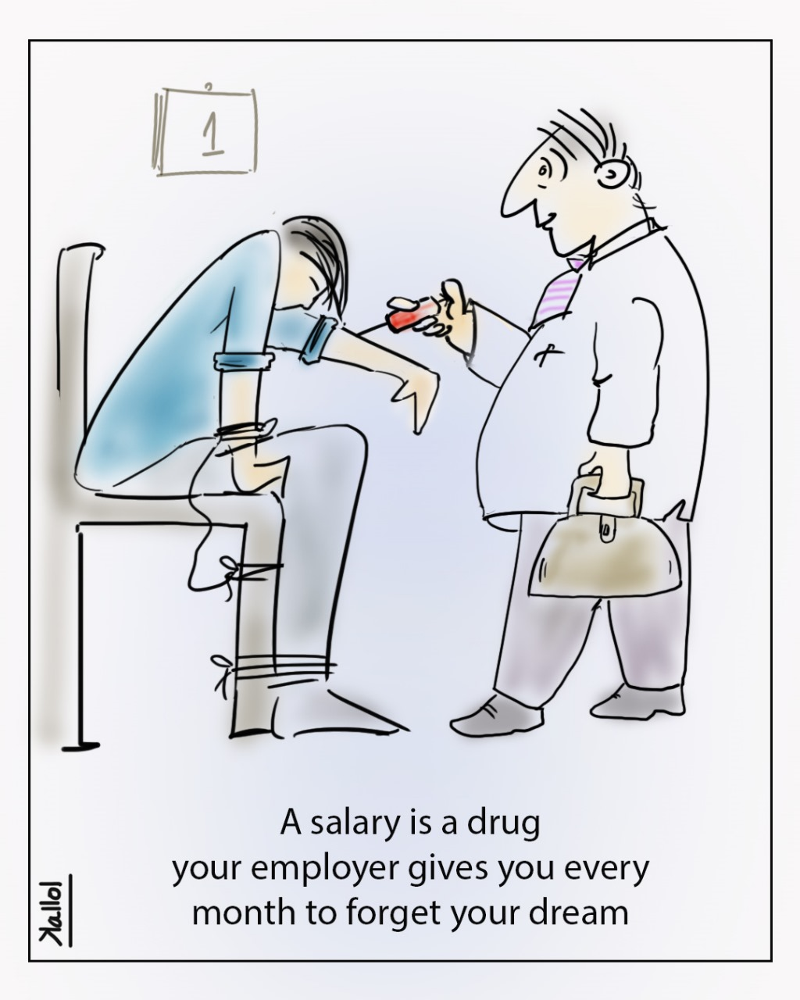 1
A salary is a drug
your employer gives you every
month to forget your dream
Kallol